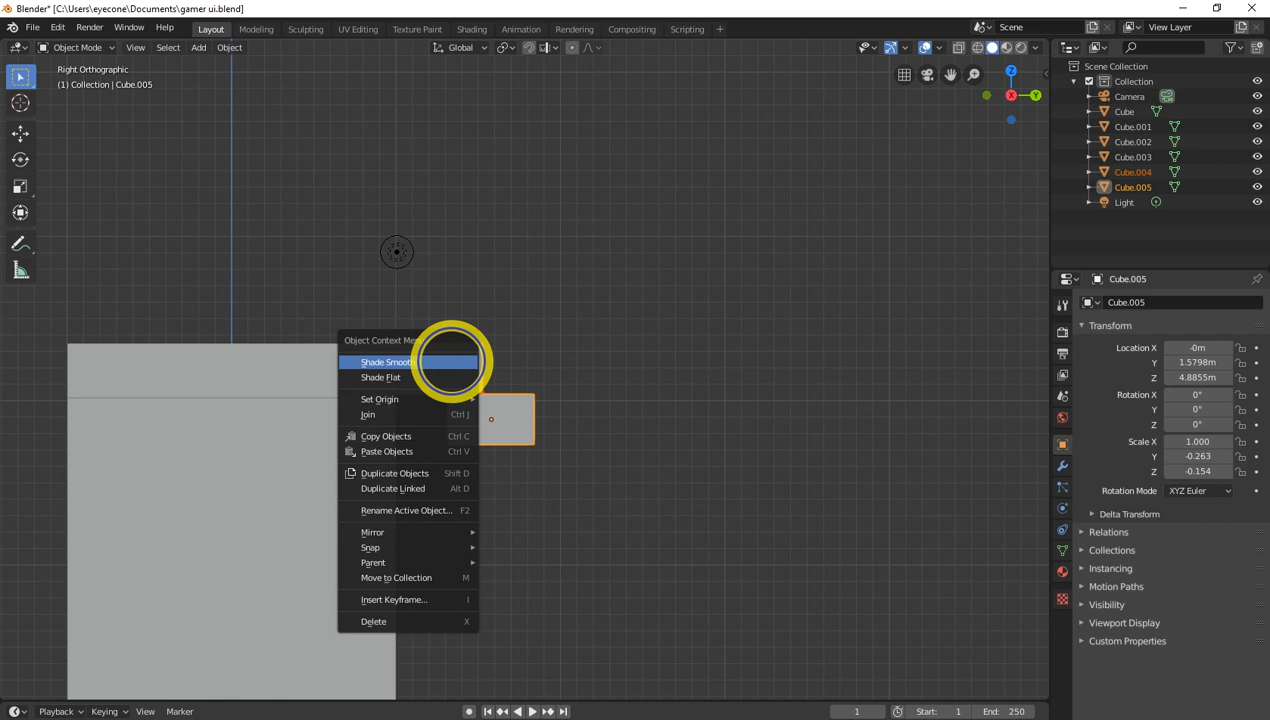 Blender* [C:\Users\eyecone\Documents\gamer ui.blend]
File Edit Render Window Help Layout Modeling Sculpting UV Editing Texture Paint Shading Animation Rendering Compositing Scripting + Scene View Layer
Object Mode View Select Add Object Global
Right Orthographic
(1) Collection | Cube.005
Z
X
Y
Scene Collection
Collection
Camera
Cube
Cube.001
Cube.002
Cube.003
Cube.004
Cube.005
Light
Object Context Men
Shade Smooth
Shade Flat
Set Origin
Join Ctrl J
Copy Objects Ctrl C
Paste Objects Ctrl V
Duplicate Objects Shift D
Duplicate Linked Alt D
Rename Active Object... F2
Mirror
Snap
Parent
Move to Collection M
Insert Keyframe... I
Delete X
Cube.005
Cube.005
Transform
Location X -0m
Y 1.5798m
Z 4.8855m
Rotation X 0°
Y 0°
Z 0°
Scale X 1.000
Y -0.263
Z -0.154
Rotation Mode XYZ Euler
Delta Transform
Relations
Collections
Instancing
Motion Paths
Visibility
Viewport Display
Custom Properties
Playback Keying View Marker 1 Start: 1 End: 250